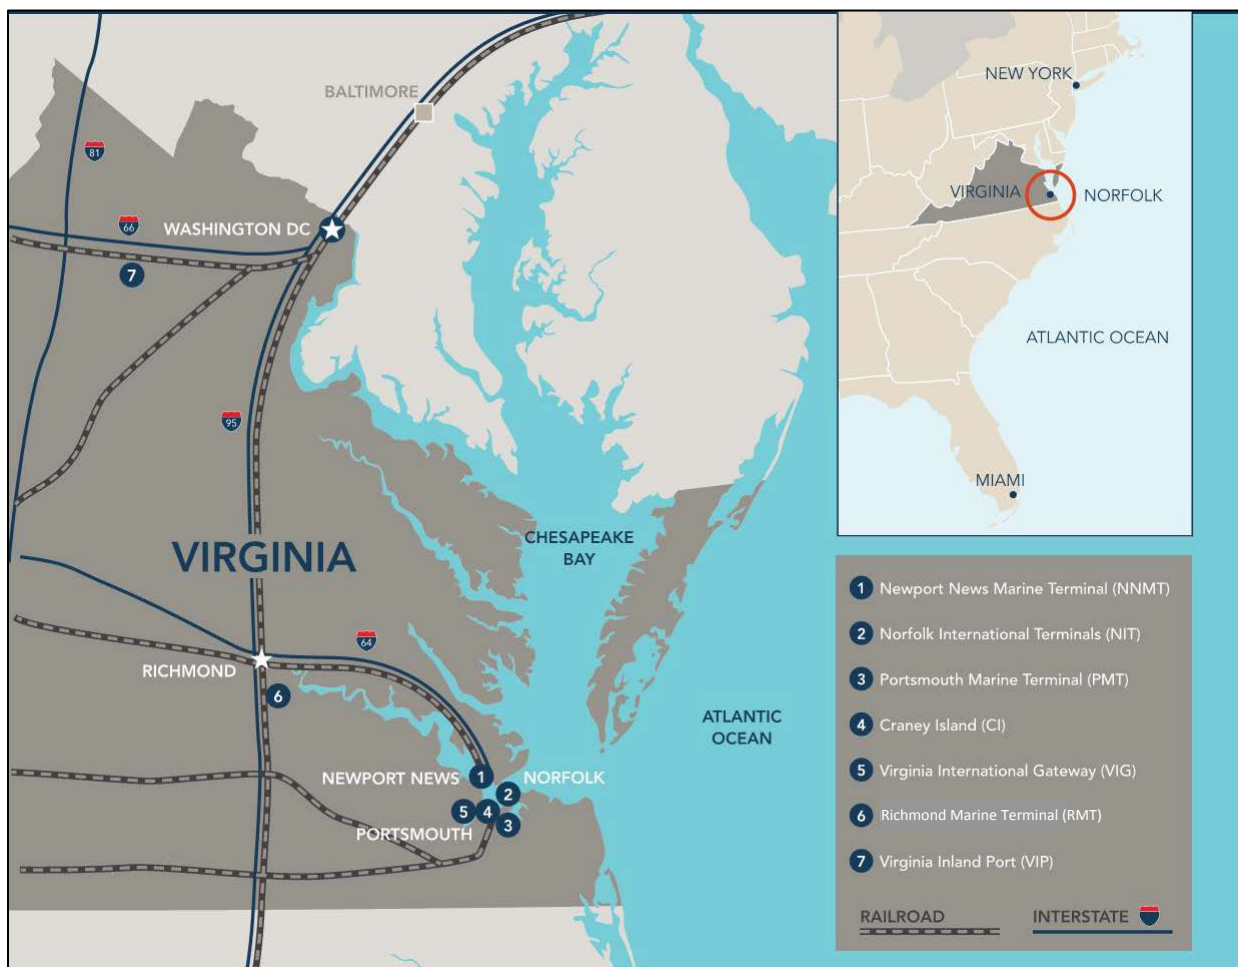 BALTIMORE
81
66
WASHINGTON DC
7
95
VIRGINIA
CHESAPEAKE
BAY
64
RICHMOND
6
ATLANTIC
OCEAN
NEWPORT NEWS 1 NORFOLK
2
5 4
3
PORTSMOUTH
NEW YORK
VIRGINIA
NORFOLK
ATLANTIC OCEAN
MIAMI
1 Newport News Marine Terminal (NNMT)
2 Norfolk International Terminals (NIT)
3 Portsmouth Marine Terminal (PMT)
4 Craney Island (CI)
5 Virginia International Gateway (VIG)
6 Richmond Marine Terminal (RMT)
7 Virginia Inland Port (VIP)
RAILROAD INTERSTATE